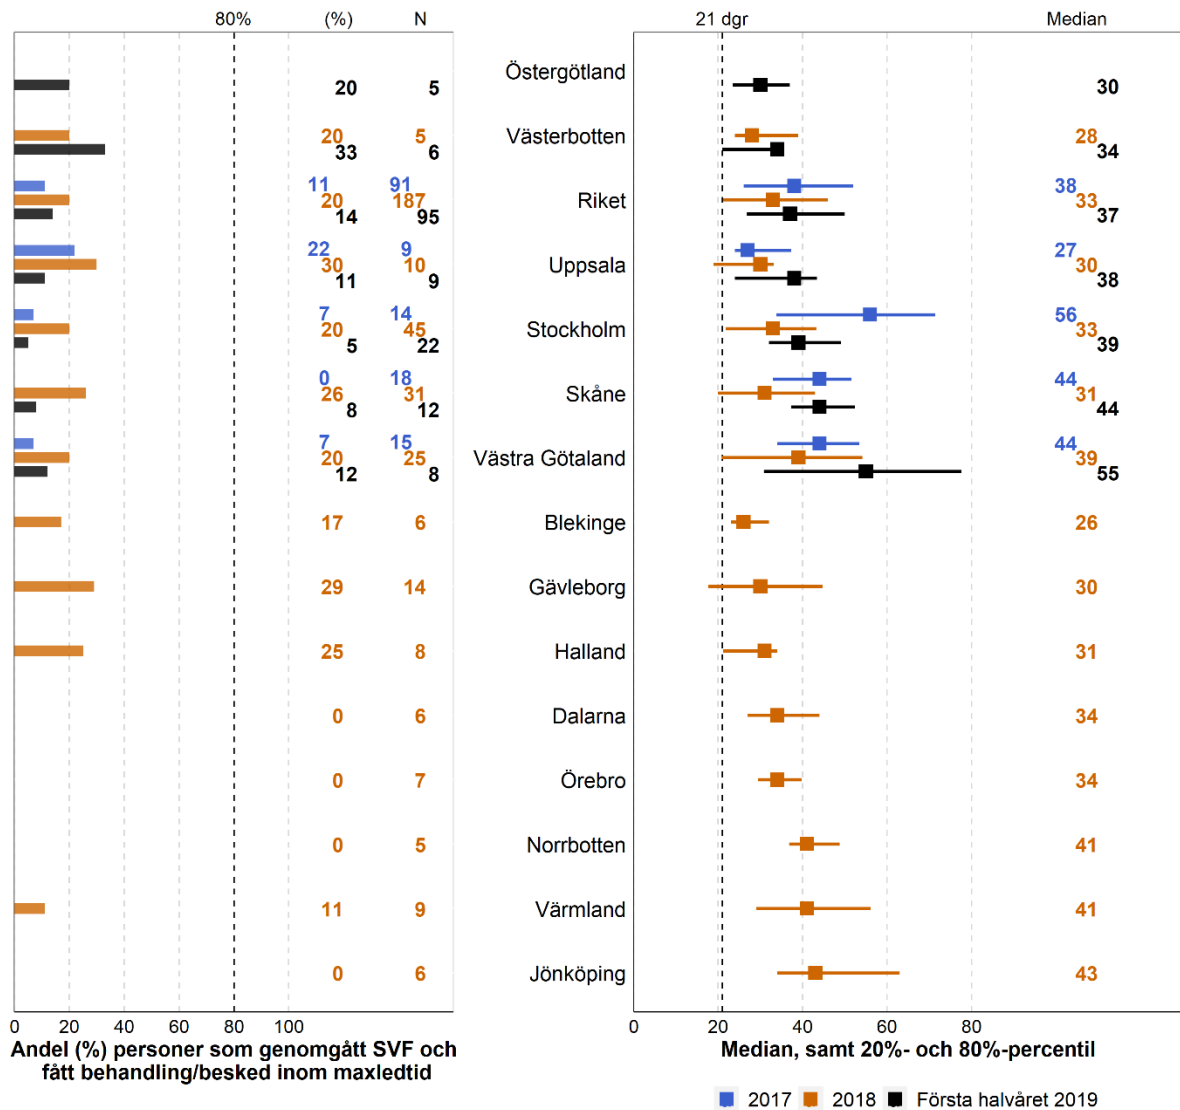 80% (%) N 21 dgr Median
Östergötland 20 5 30
Västerbotten 20 5 28
33 6 34
11 91 38
Riket 20 187 33
14 95 37
22 9 27
Uppsala 30 10 30
11 9 38
7 14 56
Stockholm 20 45 33
5 22 39
0 18 44
Skåne 26 31 31
8 12 44
7 15 44
Västra Götaland 20 25 39
12 8 55
17 6 Blekinge 26
29 14 Gävleborg 30
25 8 Halland 31
0 6 Dalarna 34
0 7 Örebro 34
0 5 Norrbotten 41
11 9 Värmland 41
0 6 Jönköping 43
0 20 40 60 80 100 0 20 40 60 80
Andel (%) personer som genomgått SVF och
fått behandling/besked inom maxledtid
Median, samt 20%- och 80%-percentil
2017 2018 Första halvåret 2019